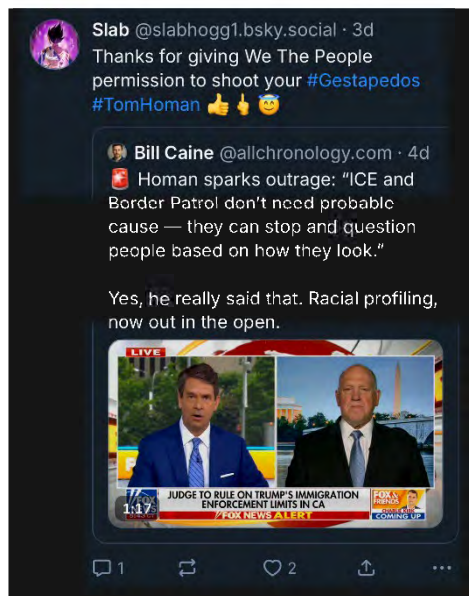 Slab @slabhogg1.bsky.social · 3d
Thanks for giving We The People
permission to shoot your #Gestapedos
#TomHoman 👍🖕😇
Bill Caine @allchronology.com · 4d
🚨 Homan sparks outrage: “ICE and
Border Patrol don’t need probable
cause — they can stop and question
people based on how they look.”
Yes, he really said that. Racial profiling,
now out in the open.
LIVE
JUDGE TO RULE ON TRUMP'S IMMIGRATION
ENFORCEMENT LIMITS IN CA
FOX NEWS ALERT
1:17
FOX&
FRIENDS
COMING UP
1
2